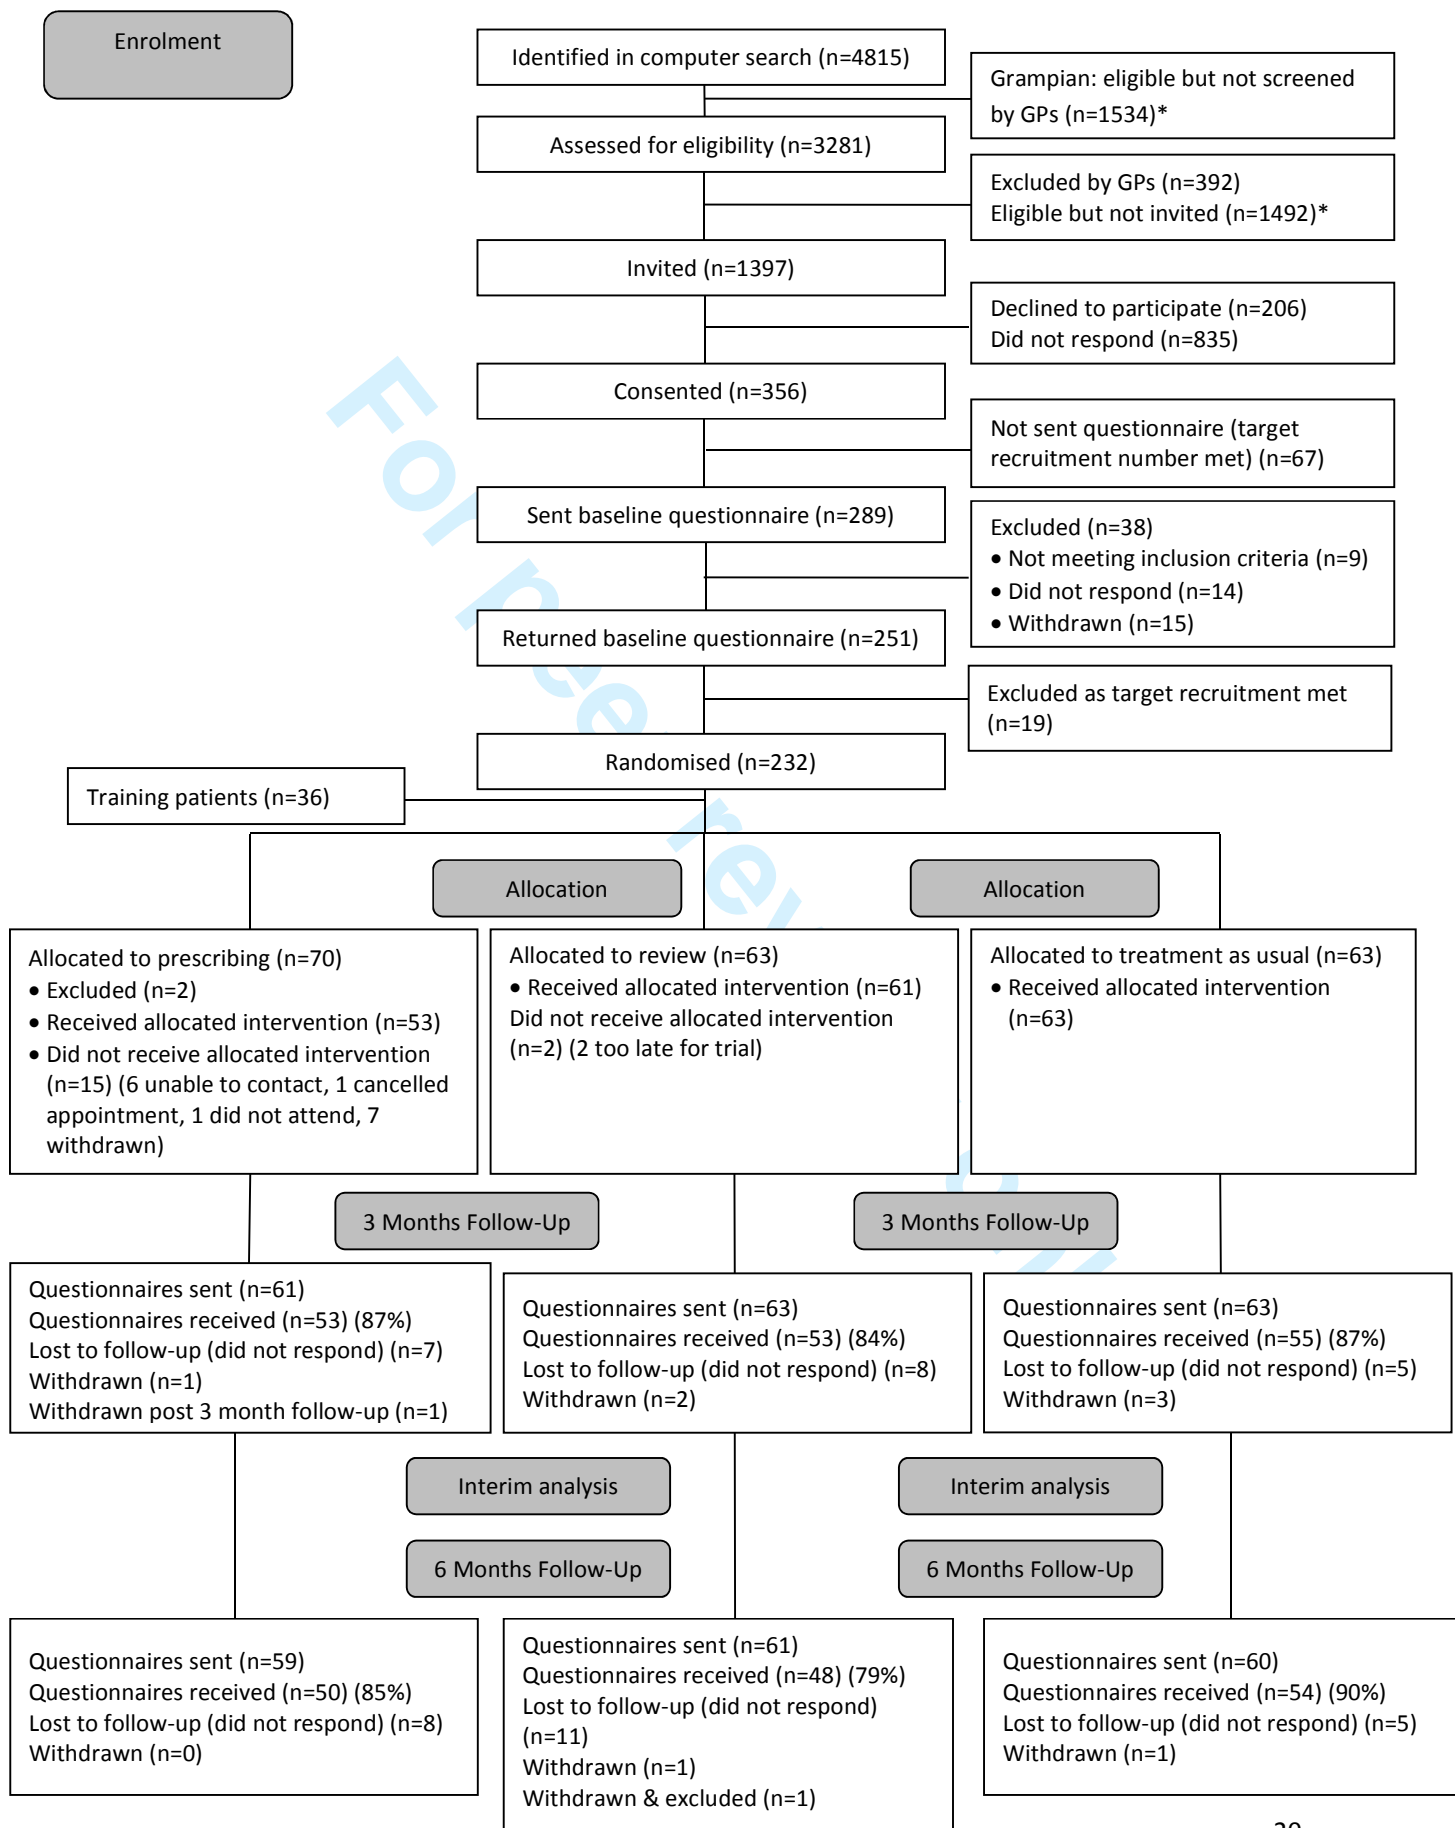 Enrolment
Identified in computer search (n=4815)
Grampian: eligible but not screened
by GPs (n=1534)*
Assessed for eligibility (n=3281)
Excluded by GPs (n=392)
Eligible but not invited (n=1492)*
Invited (n=1397)
Declined to participate (n=206)
Did not respond (n=835)
Consented (n=356)
Not sent questionnaire (target
recruitment number met) (n=67)
Sent baseline questionnaire (n=289)
Excluded (n=38)
• Not meeting inclusion criteria (n=9)
• Did not respond (n=14)
• Withdrawn (n=15)
Returned baseline questionnaire (n=251)
Excluded as target recruitment met
(n=19)
Randomised (n=232)
Training patients (n=36)
Allocation
Allocation
Allocated to prescribing (n=70)
• Excluded (n=2)
• Received allocated intervention (n=53)
• Did not receive allocated intervention
(n=15) (6 unable to contact, 1 cancelled
appointment, 1 did not attend, 7
withdrawn)
Allocated to review (n=63)
• Received allocated intervention (n=61)
Did not receive allocated intervention
(n=2) (2 too late for trial)
Allocated to treatment as usual (n=63)
• Received allocated intervention
(n=63)
3 Months Follow-Up
3 Months Follow-Up
Questionnaires sent (n=61)
Questionnaires received (n=53) (87%)
Lost to follow-up (did not respond) (n=7)
Withdrawn (n=1)
Withdrawn post 3 month follow-up (n=1)
Questionnaires sent (n=63)
Questionnaires received (n=53) (84%)
Lost to follow-up (did not respond) (n=8)
Withdrawn (n=2)
Questionnaires sent (n=63)
Questionnaires received (n=55) (87%)
Lost to follow-up (did not respond) (n=5)
Withdrawn (n=3)
Interim analysis
Interim analysis
6 Months Follow-Up
6 Months Follow-Up
Questionnaires sent (n=59)
Questionnaires received (n=50) (85%)
Lost to follow-up (did not respond) (n=8)
Withdrawn (n=0)
Questionnaires sent (n=61)
Questionnaires received (n=48) (79%)
Lost to follow-up (did not respond)
(n=11)
Withdrawn (n=1)
Withdrawn & excluded (n=1)
Questionnaires sent (n=60)
Questionnaires received (n=54) (90%)
Lost to follow-up (did not respond) (n=5)
Withdrawn (n=1)
For peer